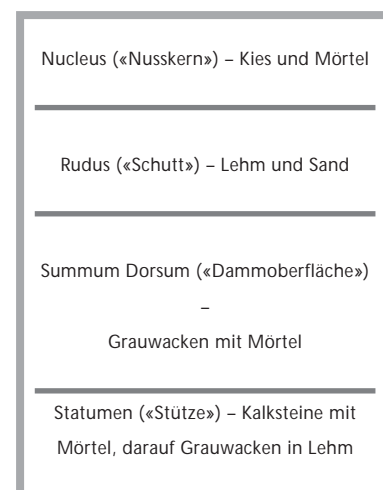 Nucleus («Nusskern») – Kies und Mörtel
Rudus («Schutt») – Lehm und Sand
Summum Dorsum («Dammoberfläche»)
–
Grauwacken mit Mörtel
Statumen («Stütze») – Kalksteine mit
Mörtel, darauf Grauwacken in Lehm